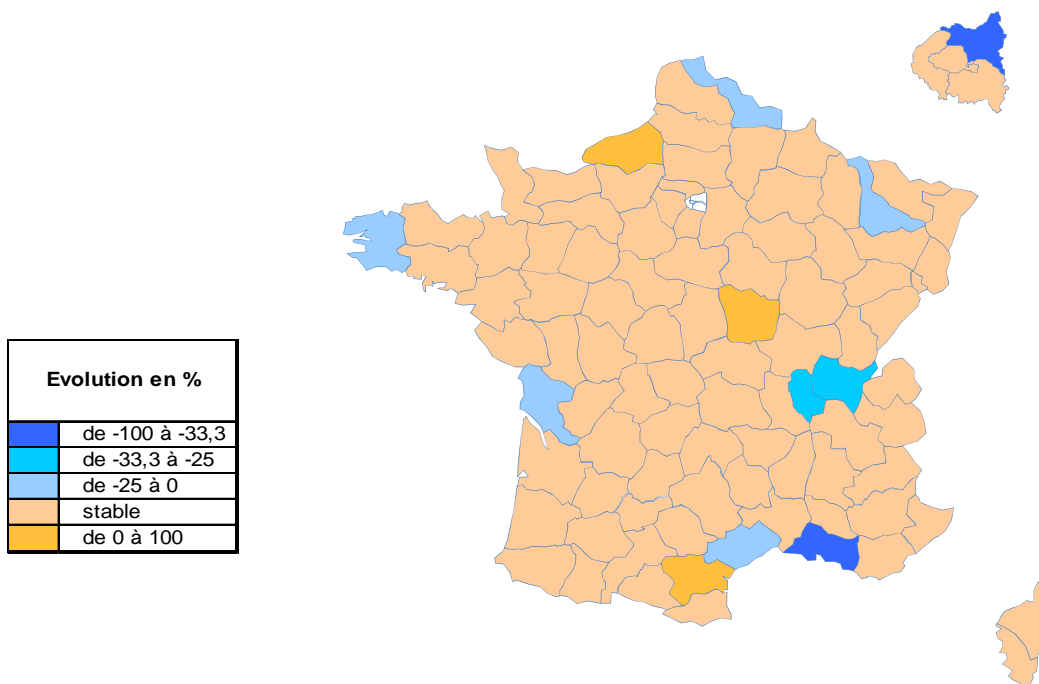 Evolution en %
de -100 à -33,3
de -33,3 à -25
de -25 à 0
stable
de 0 à 100